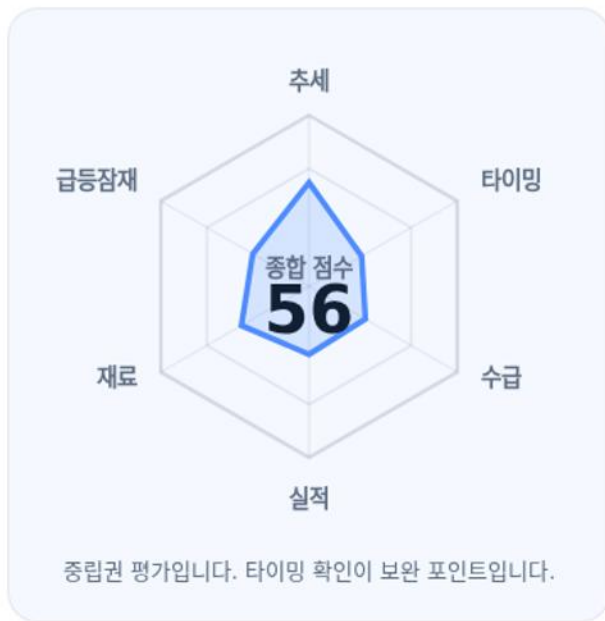 추세
급등잠재
타이밍
종합 점수
56
재료
수급
실적
중립권 평가입니다. 타이밍 확인이 보완 포인트입니다.